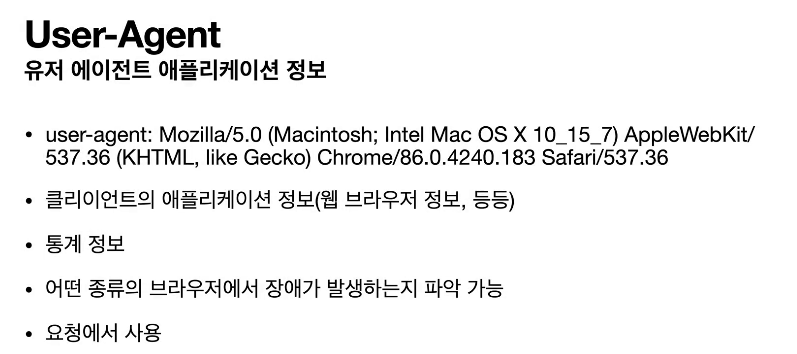 User-Agent
유저 에이전트 애플리케이션 정보
• user-agent: Mozilla/5.0 (Macintosh; Intel Mac OS X 10_15_7) AppleWebKit/
537.36 (KHTML, like Gecko) Chrome/86.0.4240.183 Safari/537.36
• 클리이언트의 애플리케이션 정보(웹 브라우저 정보, 등등)
• 통계 정보
• 어떤 종류의 브라우저에서 장애가 발생하는지 파악 가능
• 요청에서 사용